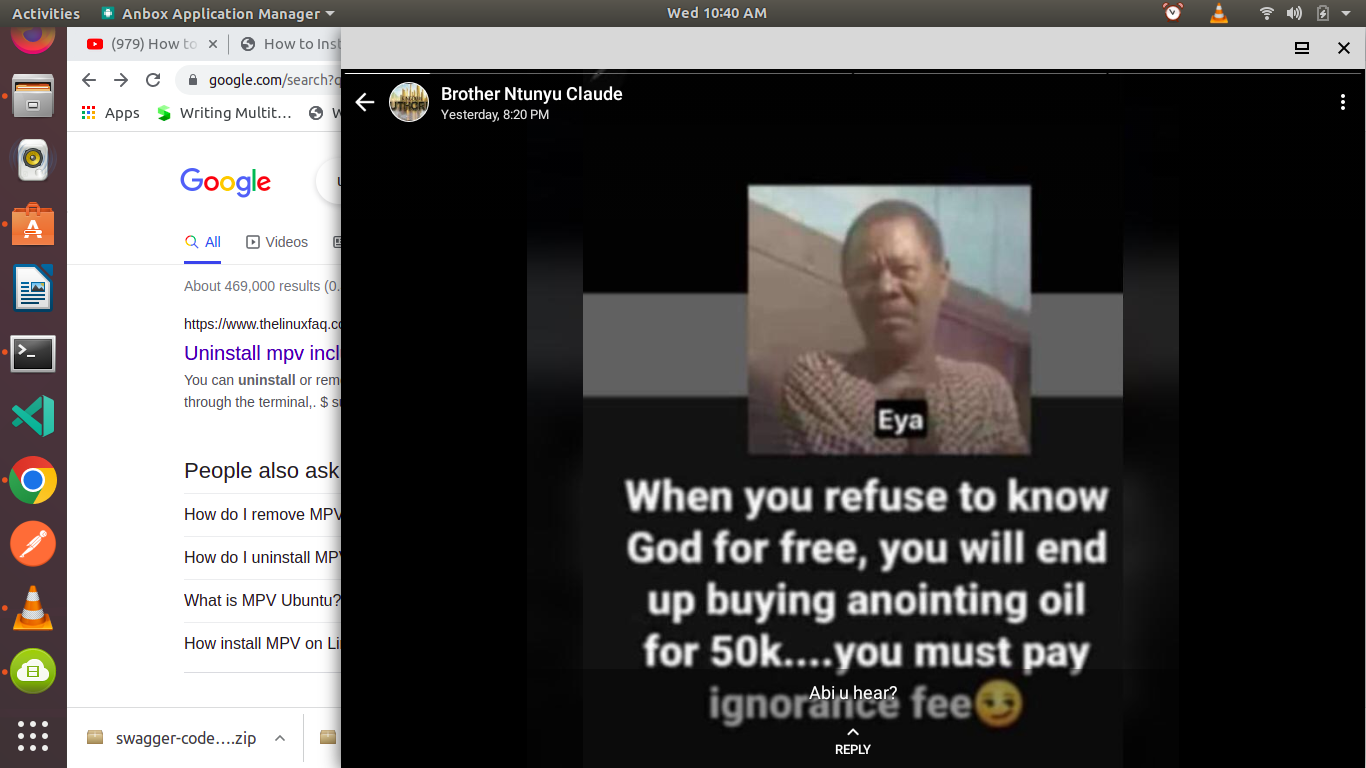 Activities
Anbox Application Manager
Wed 10:40 AM
(979) How to
How to Inst
google.com/search?q
Apps
Writing Multit…
W
Google
All
Videos
About 469,000 results (0.
https://www.thelinuxfaq.co
Uninstall mpv incl
You can uninstall or rem
through the terminal,. $ s
People also ask
How do I remove MPV
How do I uninstall MPV
What is MPV Ubuntu?
How install MPV on Li
swagger-code….zip
Brother Ntunyu Claude
Yesterday, 8:20 PM
Eya
When you refuse to know
God for free, you will end
up buying anointing oil
for 50k....you must pay
ignorance fee😏
Abi u hear?
REPLY